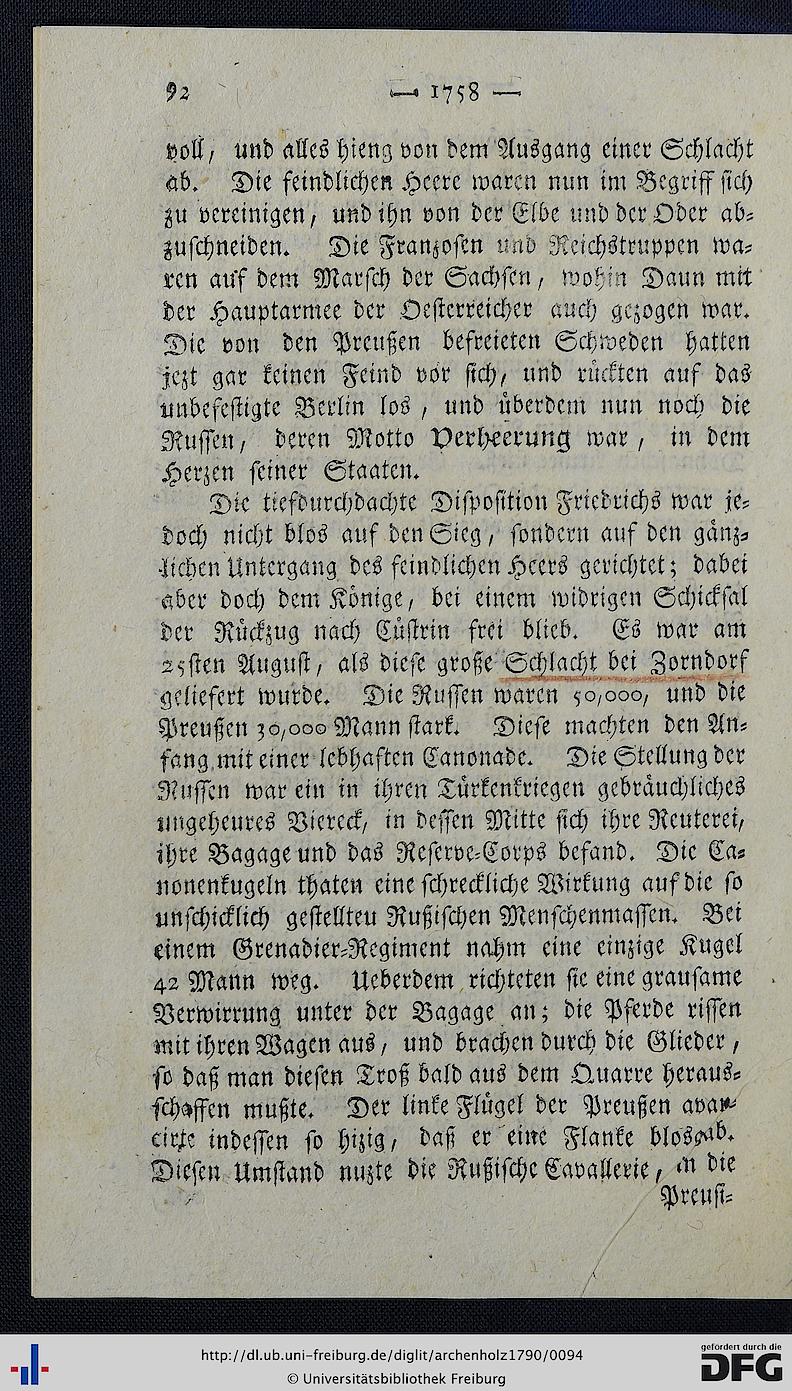 92 — 1758 —
voll, und alles hieng von dem Ausgang einer Schlacht
ab. Die feindlichen Heere waren nun im Begriff sich
zu vereinigen, und ihn von der Elbe und der Oder ab-
zuschneiden. Die Franzosen und Reichstruppen wa-
ren auf dem Marsch der Sachsen, wohin Daun mit
der Hauptarmee der Oesterreicher auch gezogen war.
Die von den Preußen befreieten Schweden hatten
jezt gar keinen Feind vor sich, und rückten auf das
unbefestigte Berlin los, und überdem nun noch die
Russen, deren Motto Verheerung war, in dem
Herzen seiner Staaten.
Die tiefdurchdachte Disposition Friedrichs war je-
doch nicht blos auf den Sieg, sondern auf den gänz-
lichen Untergang des feindlichen Heers gerichtet; dabei
aber doch dem Könige, bei einem widrigen Schicksal
der Rückzug nach Cüstrin frei blieb. Es war am
25sten August, als diese große Schlacht bei Zorndorf
geliefert wurde. Die Russen waren 50,000, und die
Preußen 30,000 Mann stark. Diese machten den An-
fang mit einer lebhaften Canonade. Die Stellung der
Russen war ein in ihren Türkenkriegen gebräuchliches
ungeheures Viereck, in dessen Mitte sich ihre Reuterei,
ihre Bagage und das Reserve-Corps befand. Die Ca-
nonenkugeln thaten eine schreckliche Wirkung auf die so
unschicklich gestellteu Rußischen Menschenmassen. Bei
einem Grenadier-Regiment nahm eine einzige Kugel
42 Mann weg. Ueberdem richteten sie eine grausame
Verwirrung unter der Bagage an; die Pferde rissen
mit ihren Wagen aus, und brachen durch die Glieder,
so daß man diesen Troß bald aus dem Quarre heraus-
schaffen mußte. Der linke Flügel der Preußen avan-
cirte indessen so hizig, daß er eine Flanke blosgab.
Diesen Umstand nuzte die Rußische Cavallerie, in die
Preusi-
http://dl.ub.uni-freiburg.de/diglit/archenholz1790/0094
© Universitätsbibliothek Freiburg
gefördert durch die
DFG